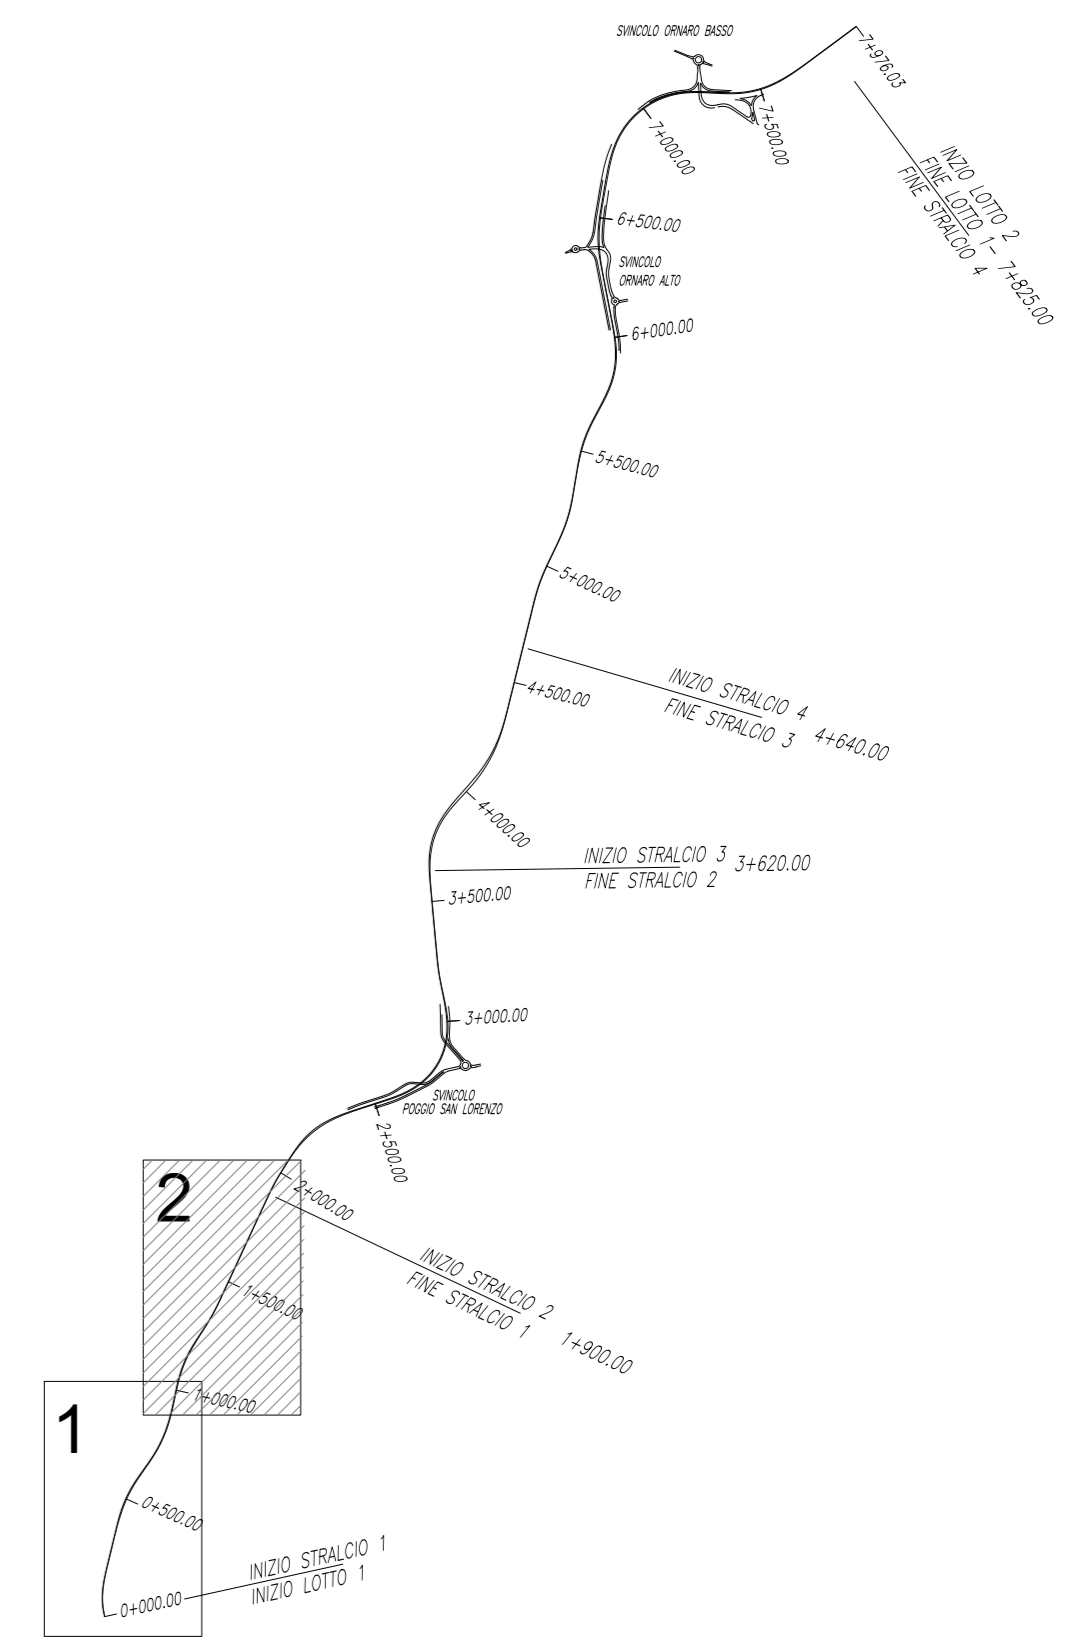 SVINCOLO ORNARO BASSO
7+976.03
7+500.00
7+000.00
INZIO LOTTO 2
FINE LOTTO 1- 7+825.00
FINE STRALCIO 4
6+500.00
SVINCOLO
ORNARO ALTO
6+000.00
5+500.00
5+000.00
4+500.00
INIZIO STRALCIO 4
FINE STRALCIO 3
4+640.00
4+000.00
INIZIO STRALCIO 3
FINE STRALCIO 2
3+620.00
3+500.00
3+000.00
SVINCOLO
POGGIO SAN LORENZO
2+500.00
2
2+000.00
INIZIO STRALCIO 2
FINE STRALCIO 1
1+900.00
1+500.00
1+000.00
1
0+500.00
0+000.00
INIZIO STRALCIO 1
INIZIO LOTTO 1